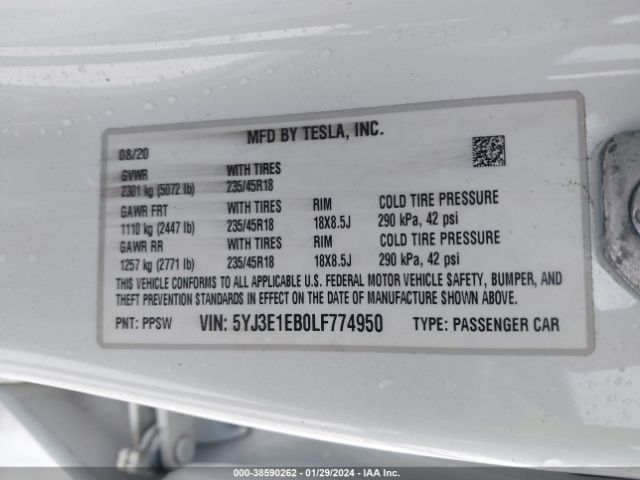 MFD BY TESLA, INC.
08/20
GVWR WITH TIRES
2301 kg (5072 lb) 235/45R18
GAWR FRT WITH TIRES RIM COLD TIRE PRESSURE
1110 kg (2447 lb) 235/45R18 18X8.5J 290 kPa, 42 psi
GAWR RR WITH TIRES RIM COLD TIRE PRESSURE
1257 kg (2771 lb) 235/45R18 18X8.5J 290 kPa, 42 psi
THIS VEHICLE CONFORMS TO ALL APPLICABLE U.S. FEDERAL MOTOR VEHICLE SAFETY, BUMPER, AND
THEFT PREVENTION STANDARDS IN EFFECT ON THE DATE OF MANUFACTURE SHOWN ABOVE.
PNT: PPSW VIN: 5YJ3E1EB0LF774950 TYPE: PASSENGER CAR
000-38590262 - 01/29/2024 - IAA Inc.